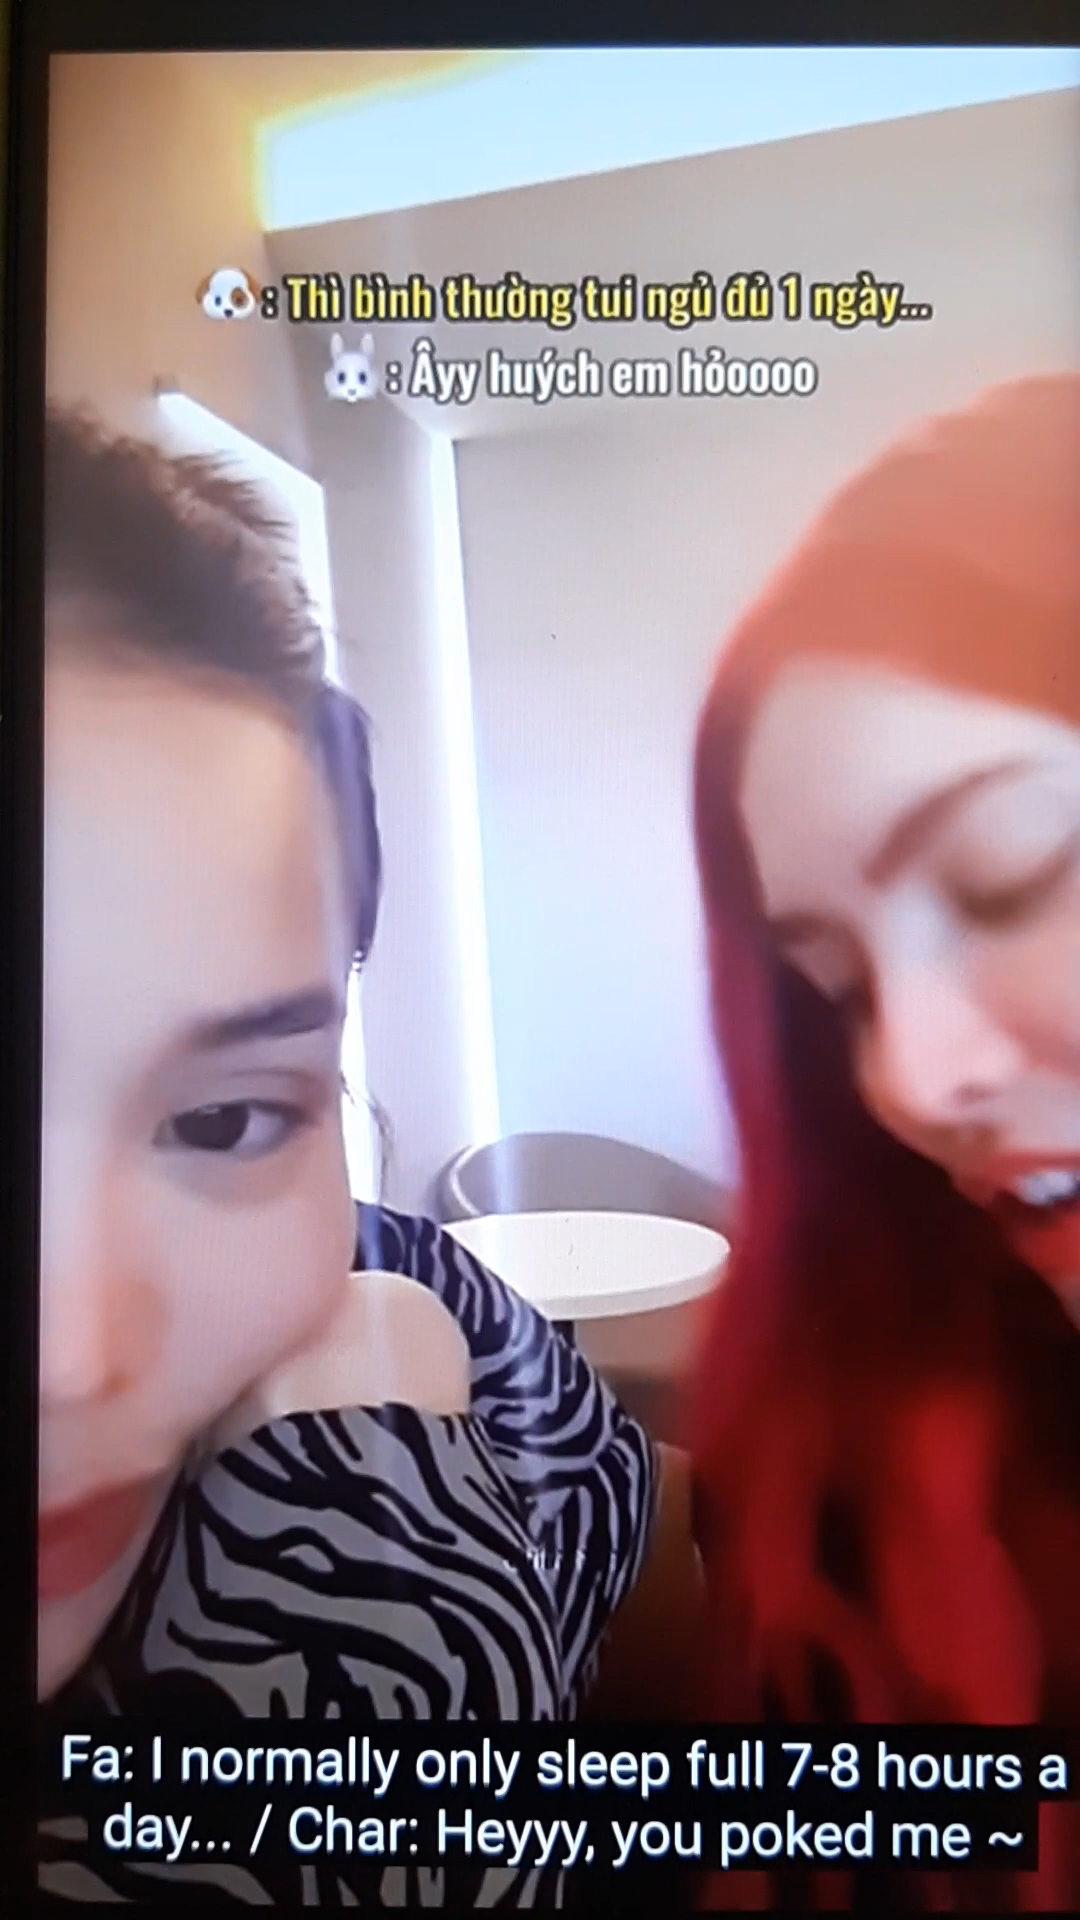 : Thì bình thường tui ngủ đủ 1 ngày...
: Âyy huých em hỏoooo
Fa: I normally only sleep full 7-8 hours a
day... / Char: Heyyy, you poked me ~